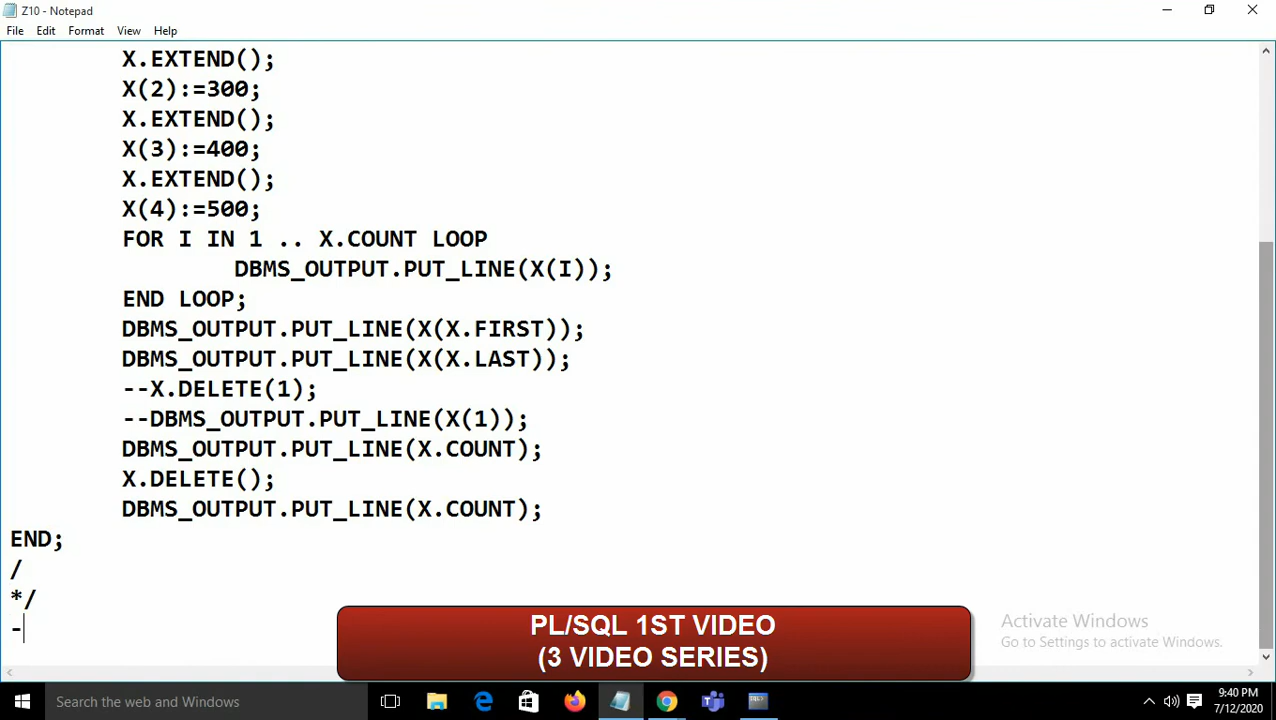 Z10 - Notepad
File Edit Format View Help
X.EXTEND();
X(2):=300;
X.EXTEND();
X(3):=400;
X.EXTEND();
X(4):=500;
FOR I IN 1 .. X.COUNT LOOP
DBMS_OUTPUT.PUT_LINE(X(I));
END LOOP;
DBMS_OUTPUT.PUT_LINE(X(X.FIRST));
DBMS_OUTPUT.PUT_LINE(X(X.LAST));
--X.DELETE(1);
--DBMS_OUTPUT.PUT_LINE(X(1));
DBMS_OUTPUT.PUT_LINE(X.COUNT);
X.DELETE();
DBMS_OUTPUT.PUT_LINE(X.COUNT);
END;
/
*/
-
PL/SQL 1ST VIDEO
(3 VIDEO SERIES)
Activate Windows
Go to Settings to activate Windows.
Search the web and Windows
9:40 PM
7/12/2020